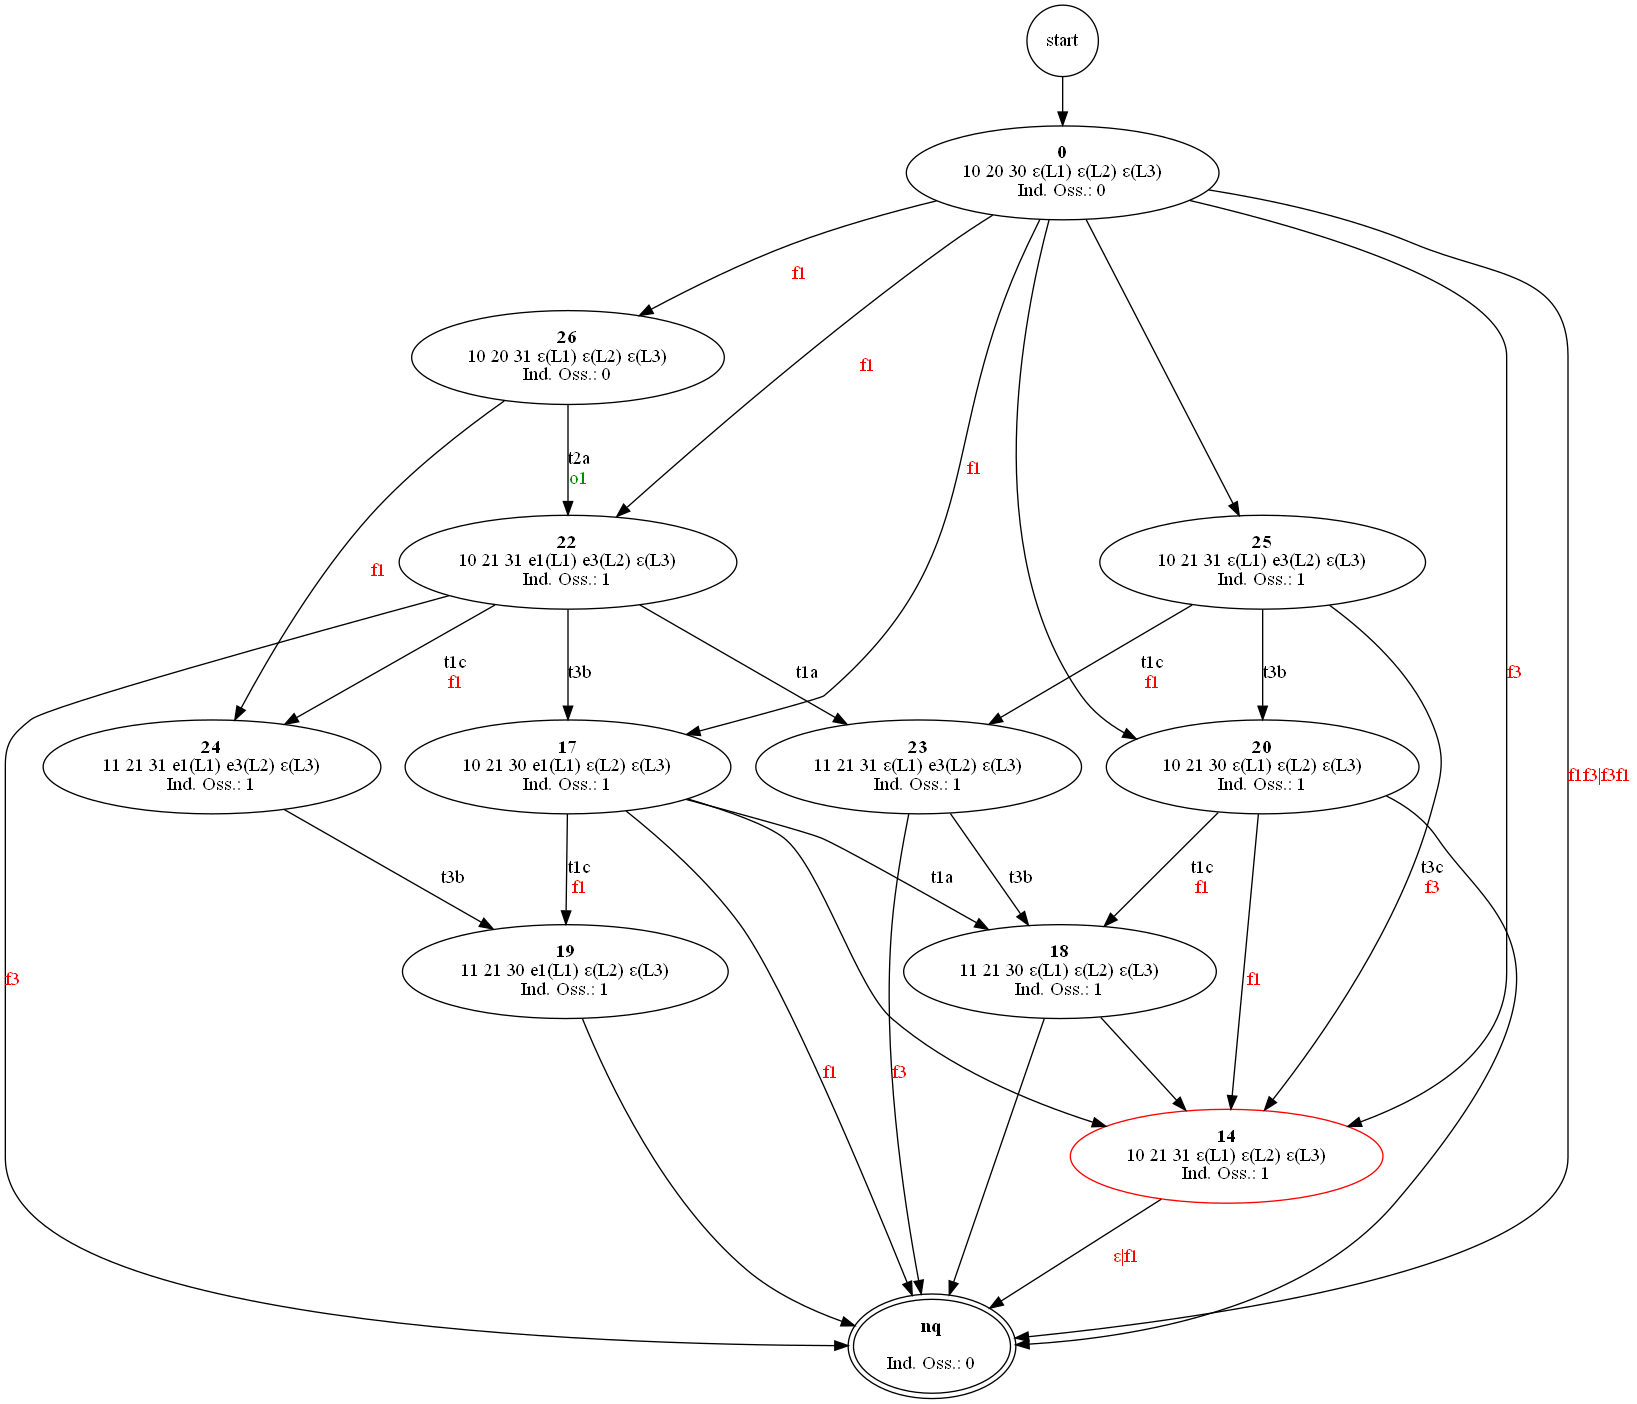 start
0
10 20 30 ε(L1) ε(L2) ε(L3)
Ind. Oss.: 0
f1
26
10 20 31 ε(L1) ε(L2) ε(L3)
Ind. Oss.: 0
f1
t2a
o1
f1
22
10 21 31 e1(L1) e3(L2) ε(L3)
Ind. Oss.: 1
25
10 21 31 ε(L1) e3(L2) ε(L3)
Ind. Oss.: 1
f1
t1c
f1
t3b
t1a
t1c
f1
t3b
f3
24
11 21 31 e1(L1) e3(L2) ε(L3)
Ind. Oss.: 1
17
10 21 30 e1(L1) ε(L2) ε(L3)
Ind. Oss.: 1
23
11 21 31 ε(L1) e3(L2) ε(L3)
Ind. Oss.: 1
20
10 21 30 ε(L1) ε(L2) ε(L3)
Ind. Oss.: 1
f1f3|f3f1
t3b
t1c
f1
t1a
t3b
t1c
f1
t3c
f3
f3
19
11 21 30 e1(L1) ε(L2) ε(L3)
Ind. Oss.: 1
18
11 21 30 ε(L1) ε(L2) ε(L3)
Ind. Oss.: 1
f1
f1
f3
14
10 21 31 ε(L1) ε(L2) ε(L3)
Ind. Oss.: 1
ε|f1
nq
Ind. Oss.: 0